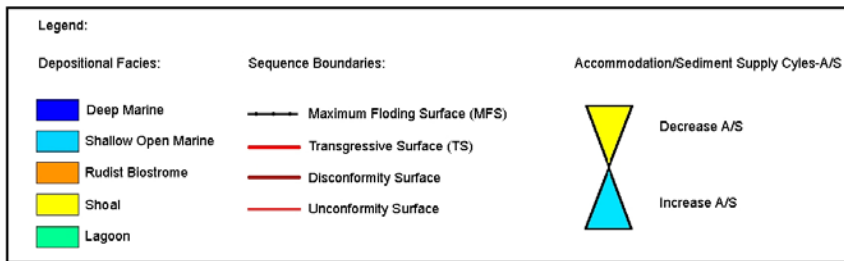 Legend:
Depositional Facies:
Deep Marine
Shallow Open Marine
Rudist Biostrome
Shoal
Lagoon
Sequence Boundaries:
Maximum Floding Surface (MFS)
Transgressive Surface (TS)
Disconformity Surface
Unconformity Surface
Accommodation/Sediment Supply Cyles-A/S
Decrease A/S
Increase A/S